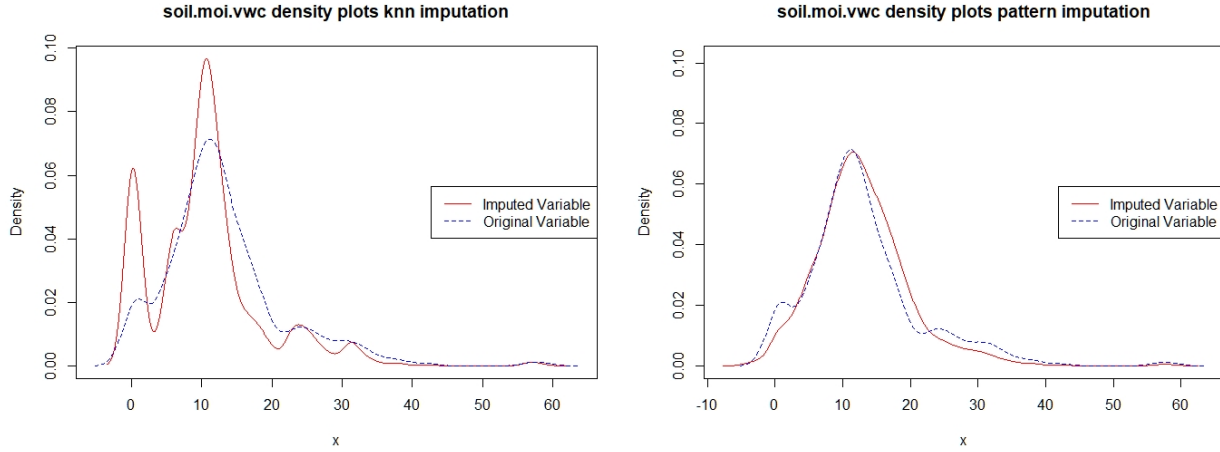 soil.moi.vwc density plots knn imputation
0.10
0.08
0.06
0.04
0.02
0.00
Density
Imputed Variable
Original Variable
0 10 20 30 40 50 60
x
soil.moi.vwc density plots pattern imputation
0.10
0.08
0.06
0.04
0.02
0.00
Density
Imputed Variable
Original Variable
-10 0 10 20 30 40 50 60
x